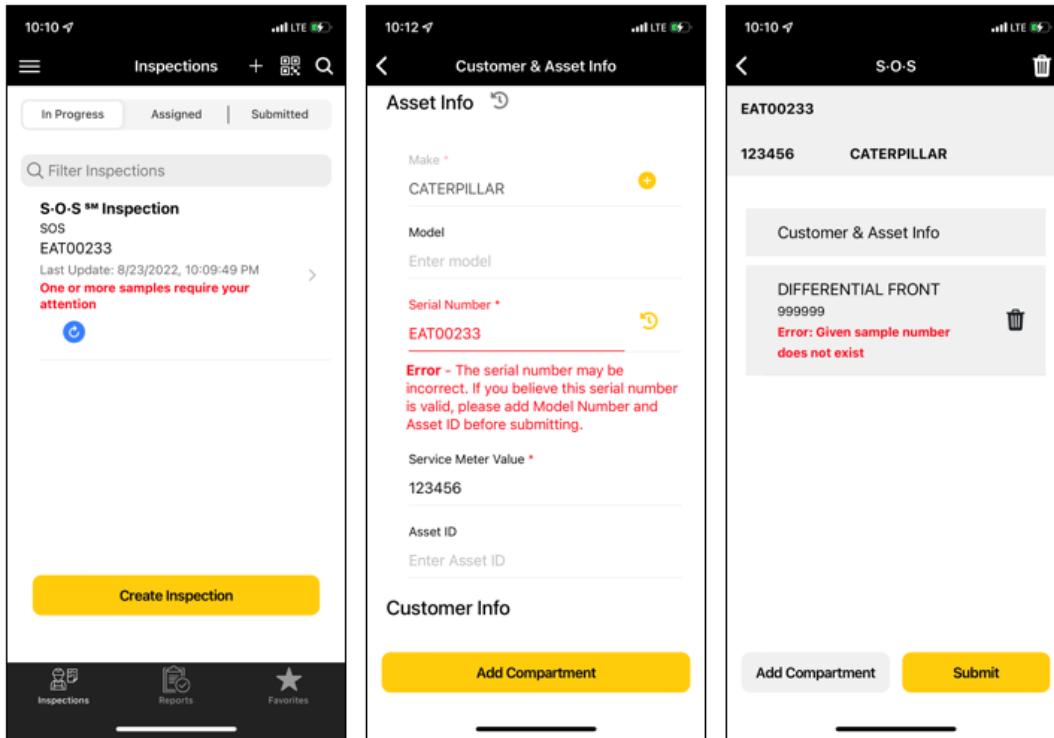 10:10
LTE
Inspections
In Progress
Assigned
Submitted
Filter Inspections
S·O·S ℠ Inspection
SOS
EAT00233
Last Update: 8/23/2022, 10:09:49 PM
One or more samples require your
attention
Create Inspection
Inspections
Reports
Favorites
10:12
LTE
Customer & Asset Info
Asset Info
Make *
CATERPILLAR
Model
Enter model
Serial Number *
EAT00233
Error - The serial number may be
incorrect. If you believe this serial number
is valid, please add Model Number and
Asset ID before submitting.
Service Meter Value *
123456
Asset ID
Enter Asset ID
Customer Info
Add Compartment
10:10
LTE
S·O·S
EAT00233
123456 CATERPILLAR
Customer & Asset Info
DIFFERENTIAL FRONT
999999
Error: Given sample number
does not exist
Add Compartment
Submit